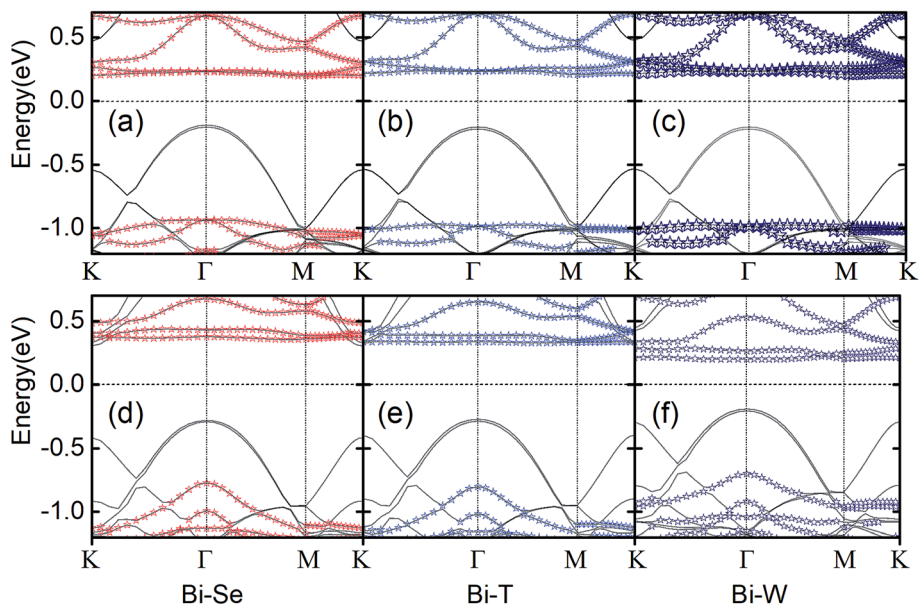 Energy(eV)
0.5
0.0
-0.5
-1.0
(a) (b) (c)
K Γ M K Γ M K Γ M K
Energy(eV)
0.5
0.0
-0.5
-1.0
(d) (e) (f)
K Γ M K Γ M K Γ M K
Bi-Se Bi-T Bi-W